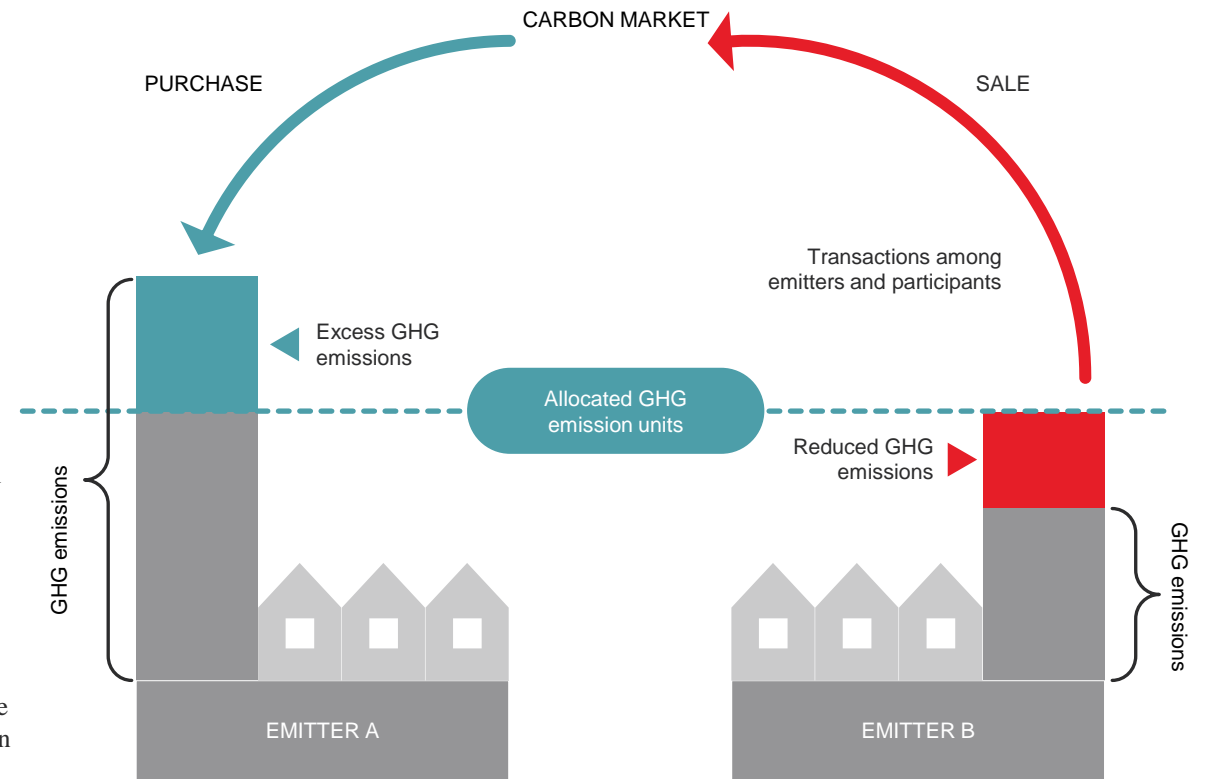 CARBON MARKET
PURCHASE
SALE
Transactions among
emitters and participants
Excess GHG
emissions
Allocated GHG
emission units
Reduced GHG
emissions
GHG emissions
GHG emissions
EMITTER A
EMITTER B